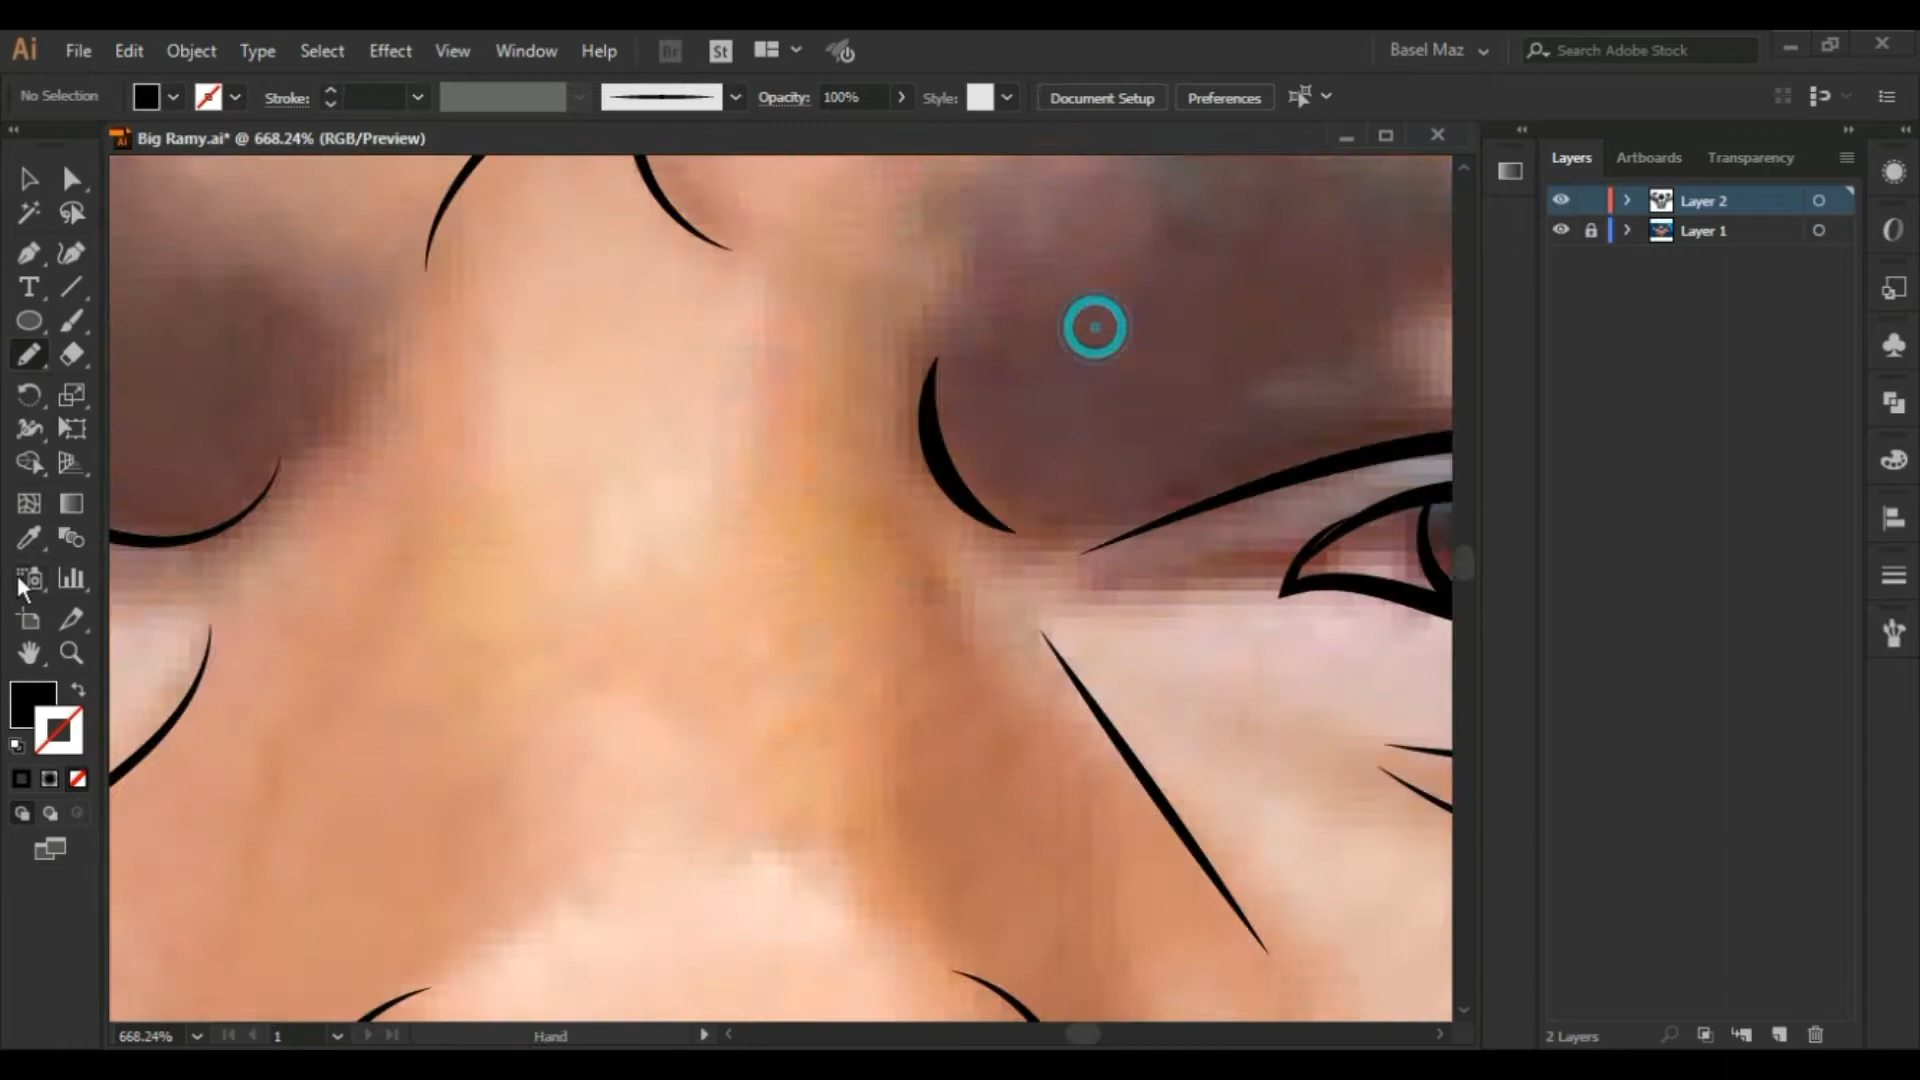 Ai File Edit Object Type Select Effect View Window Help Br St Basel Maz Search Adobe Stock
No Selection Stroke: Opacity: 100% Style: Document Setup Preferences
Big Ramy.ai* @ 668.24% (RGB/Preview)
Layers Artboards Transparency
Layer 2
Layer 1
668.24% 1 Hand
2 Layers